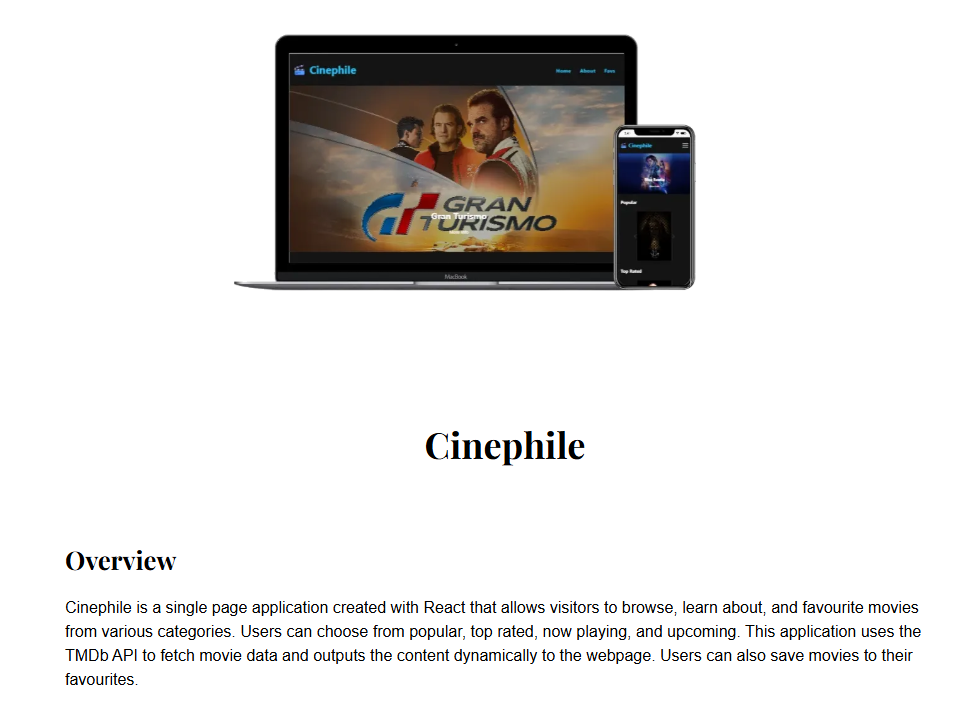 Cinephile
Home About Favs
GRAN
TURISMO
Gran Turismo
MacBook
Cinephile
Popular
Top Rated
Cinephile
Overview
Cinephile is a single page application created with React that allows visitors to browse, learn about, and favourite movies
from various categories. Users can choose from popular, top rated, now playing, and upcoming. This application uses the
TMDb API to fetch movie data and outputs the content dynamically to the webpage. Users can also save movies to their
favourites.